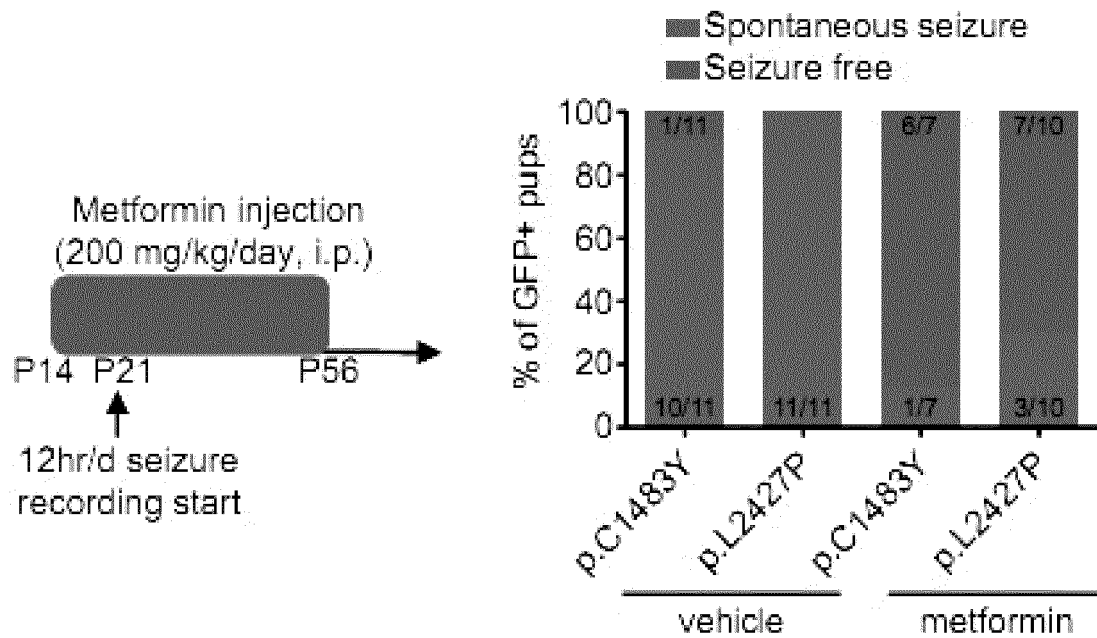 Metformin injection
(200 mg/kg/day, i.p.)
P14 P21 P56
12hr/d seizure
recording start
Spontaneous seizure
Seizure free
% of GFP+ pups
100
80
60
40
20
0
1/11 6/7 7/10
10/11 11/11 1/7 3/10
p.C1483Y p.L2427P p.C1483Y p.L2427P
vehicle metformin